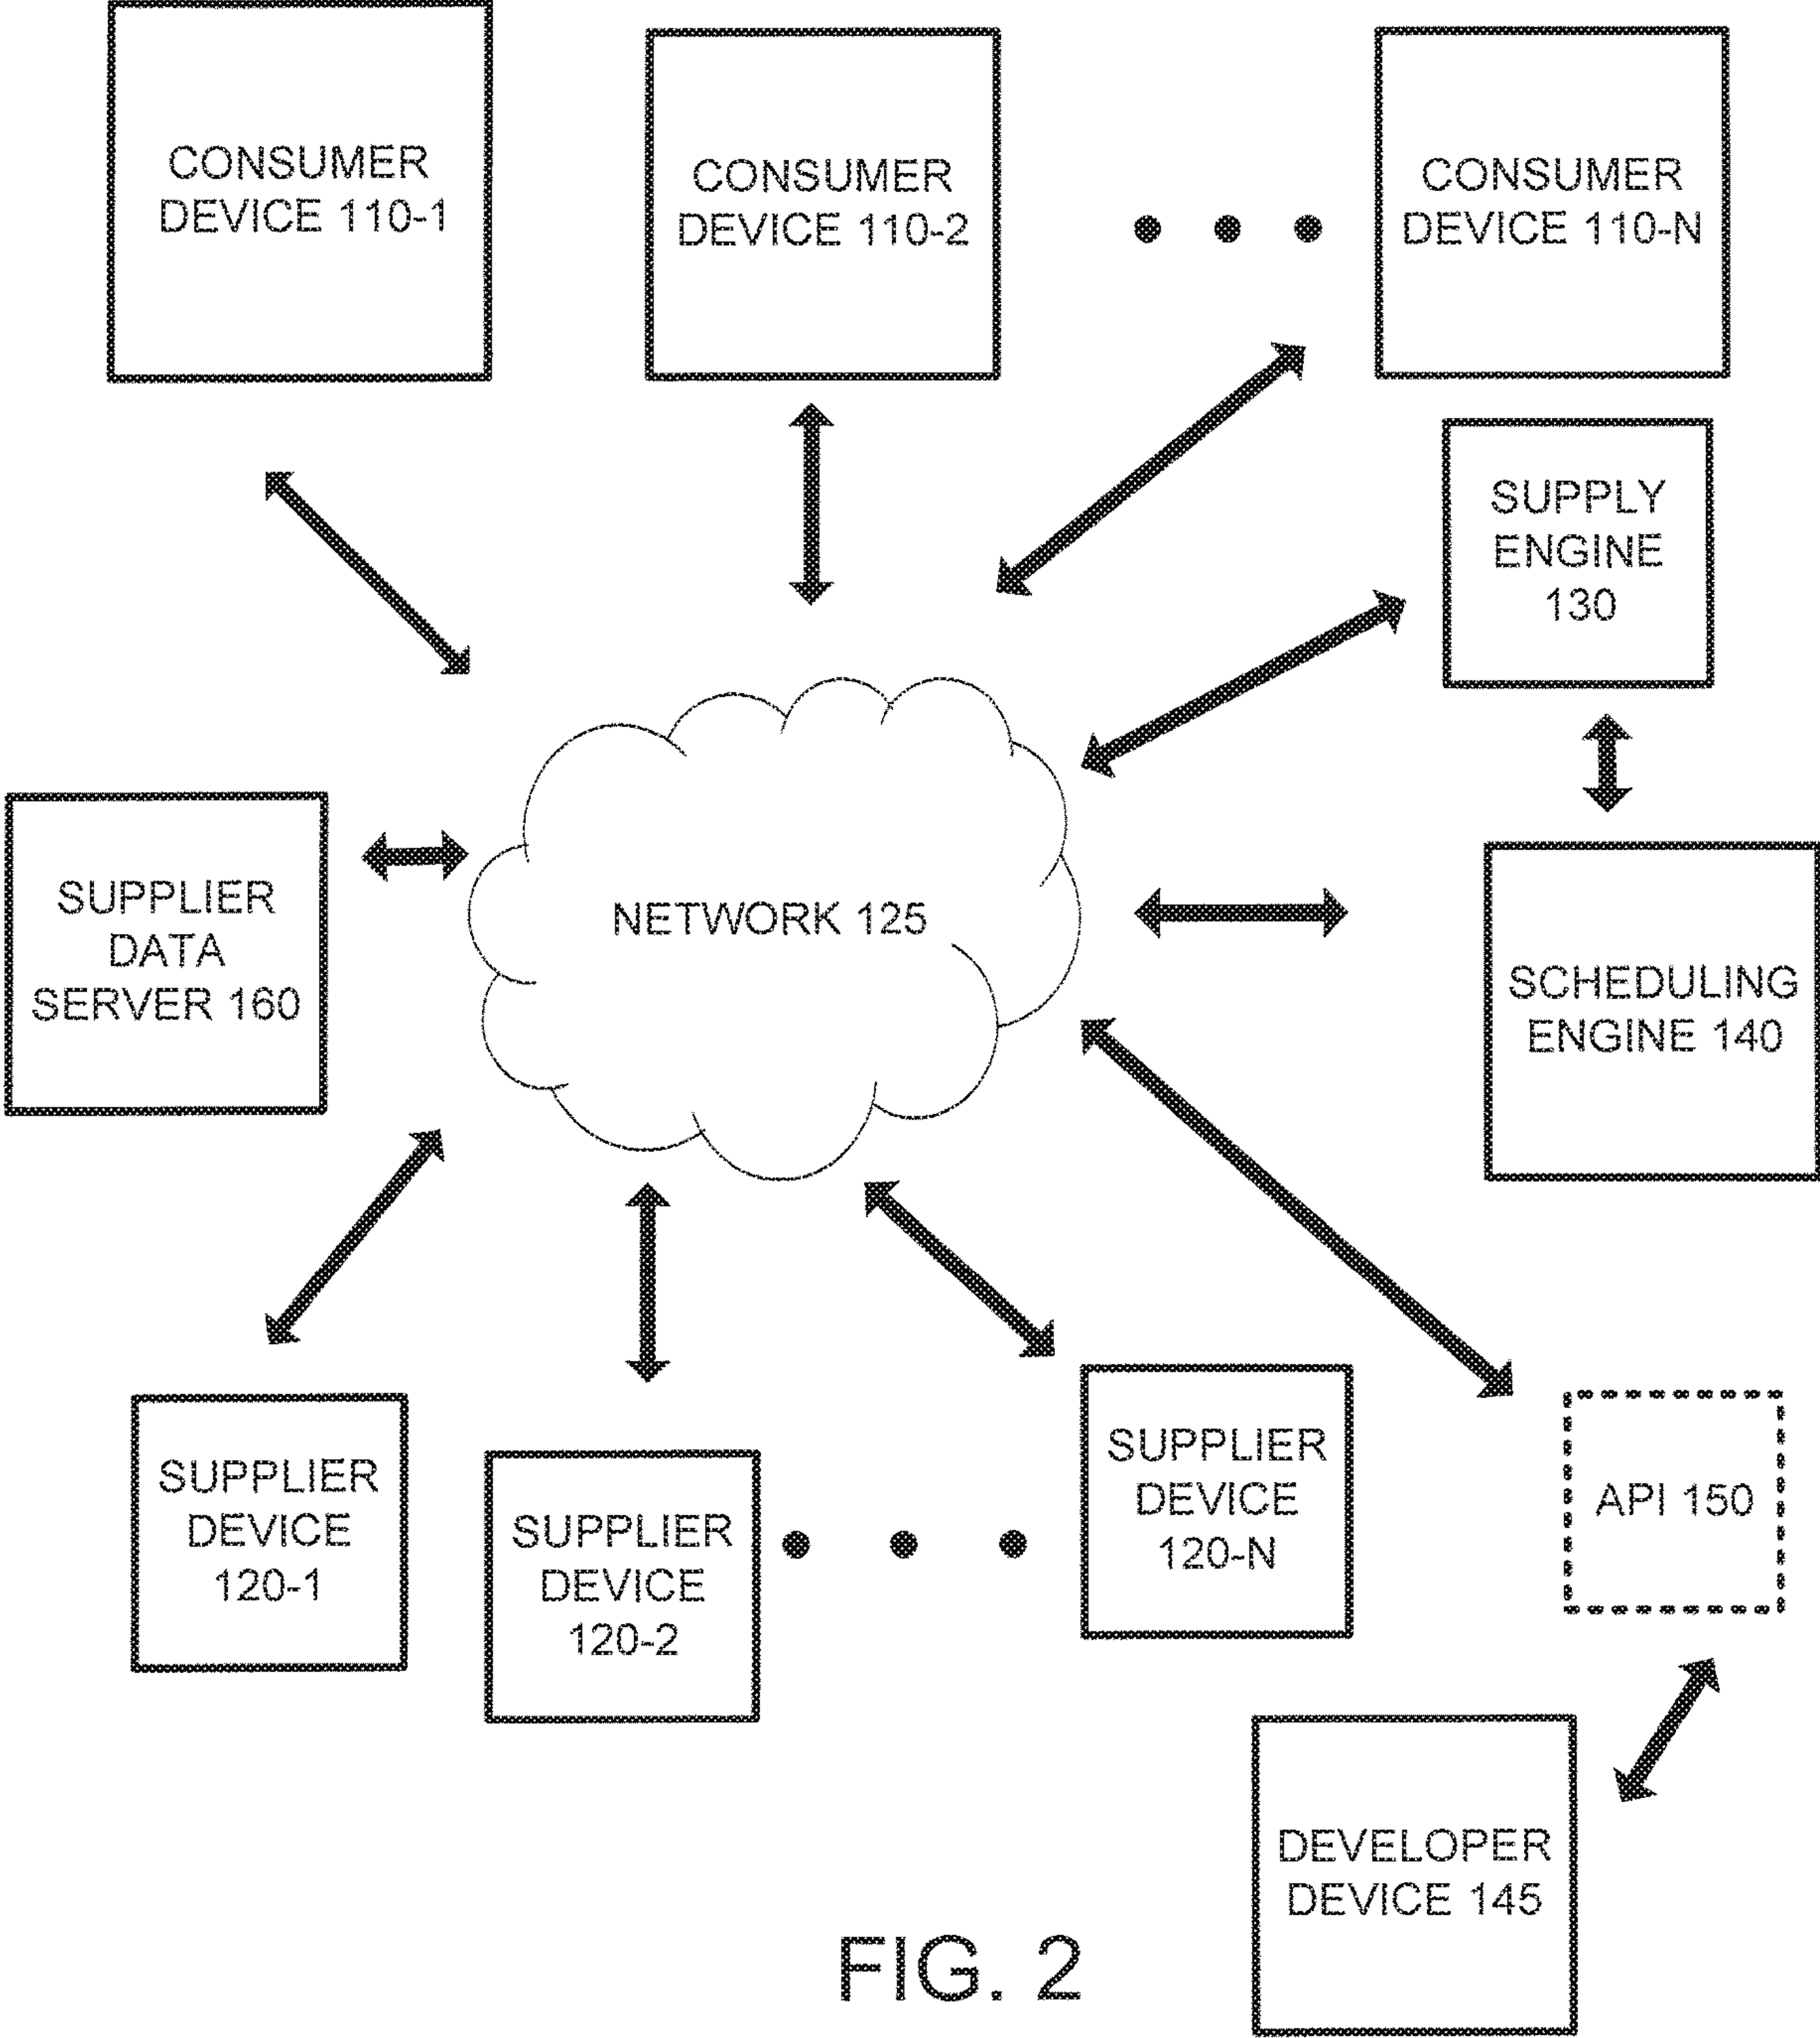 CONSUMER
DEVICE 110-1
CONSUMER
DEVICE 110-2
CONSUMER
DEVICE 110-N
SUPPLY
ENGINE
130
SUPPLIER
DATA
SERVER 160
NETWORK 125
SCHEDULING
ENGINE 140
SUPPLIER
DEVICE
120-1
SUPPLIER
DEVICE
120-2
SUPPLIER
DEVICE
120-N
API 150
DEVELOPER
DEVICE 145
FIG. 2